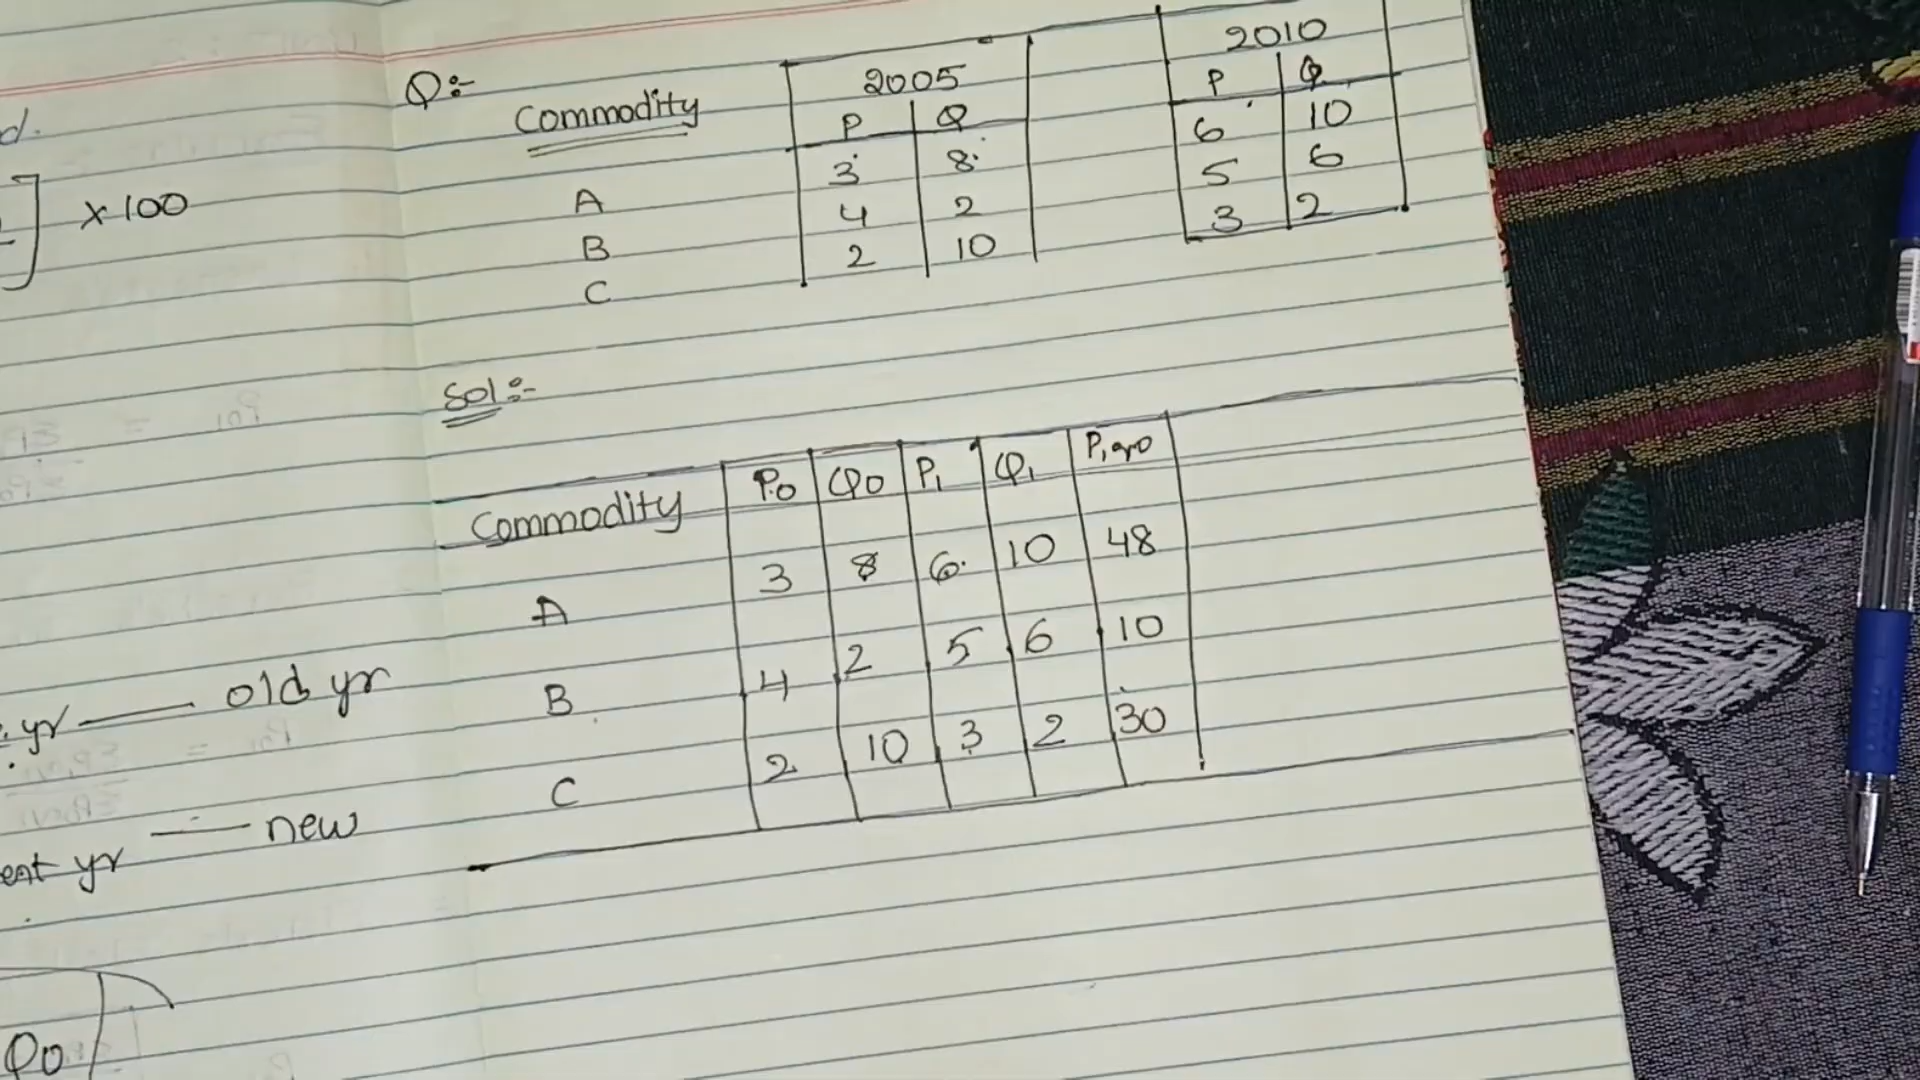 d.
] × 100
Q:-
Commodity 2005 2010
P Q P Q
A 3 8 6 10
B 4 2 5 6
C 2 10 3 2
Sol:-
Commodity P0 Q0 P1 Q1 P1q0
A 3 8 6 10 48
B 4 2 5 6 10
C 2 10 3 2 30
yr — old yr
ent yr — new
Q0